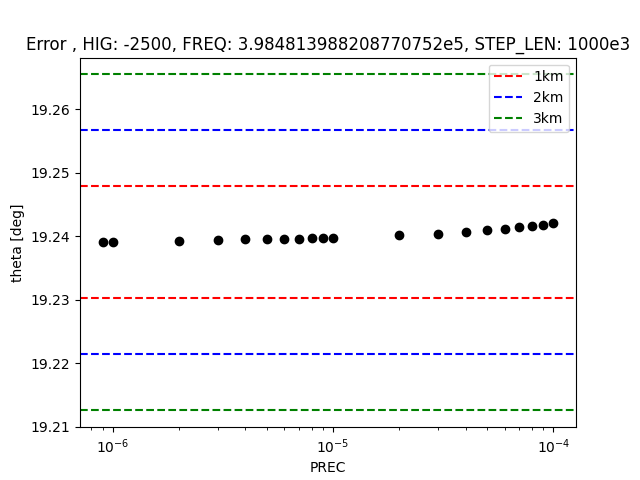 Error , HIG: -2500, FREQ: 3.984813988208770752e5, STEP_LEN: 1000e3
1km
2km
3km
19.26
19.25
19.24
19.23
19.22
19.21
theta [deg]
10⁻⁶
10⁻⁵
10⁻⁴
PREC